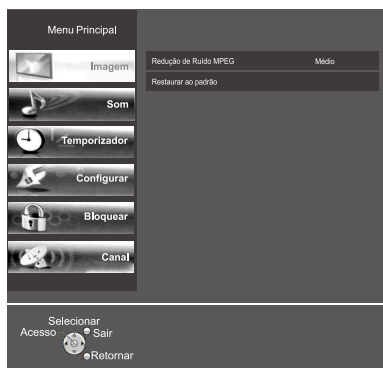 Menu Principal
Imagem
Redução de Ruído MPEG Médio
Restaurar ao padrão
Som
Temporizador
Configurar
Bloquear
Canal
Selecionar
Acesso Sair
Retornar